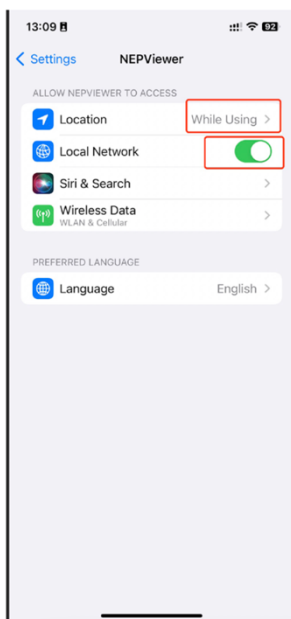 13:09
92
Settings
NEPViewer
ALLOW NEPVIEWER TO ACCESS
Location
While Using
Local Network
Siri & Search
Wireless Data
WLAN & Cellular
PREFERRED LANGUAGE
Language
English